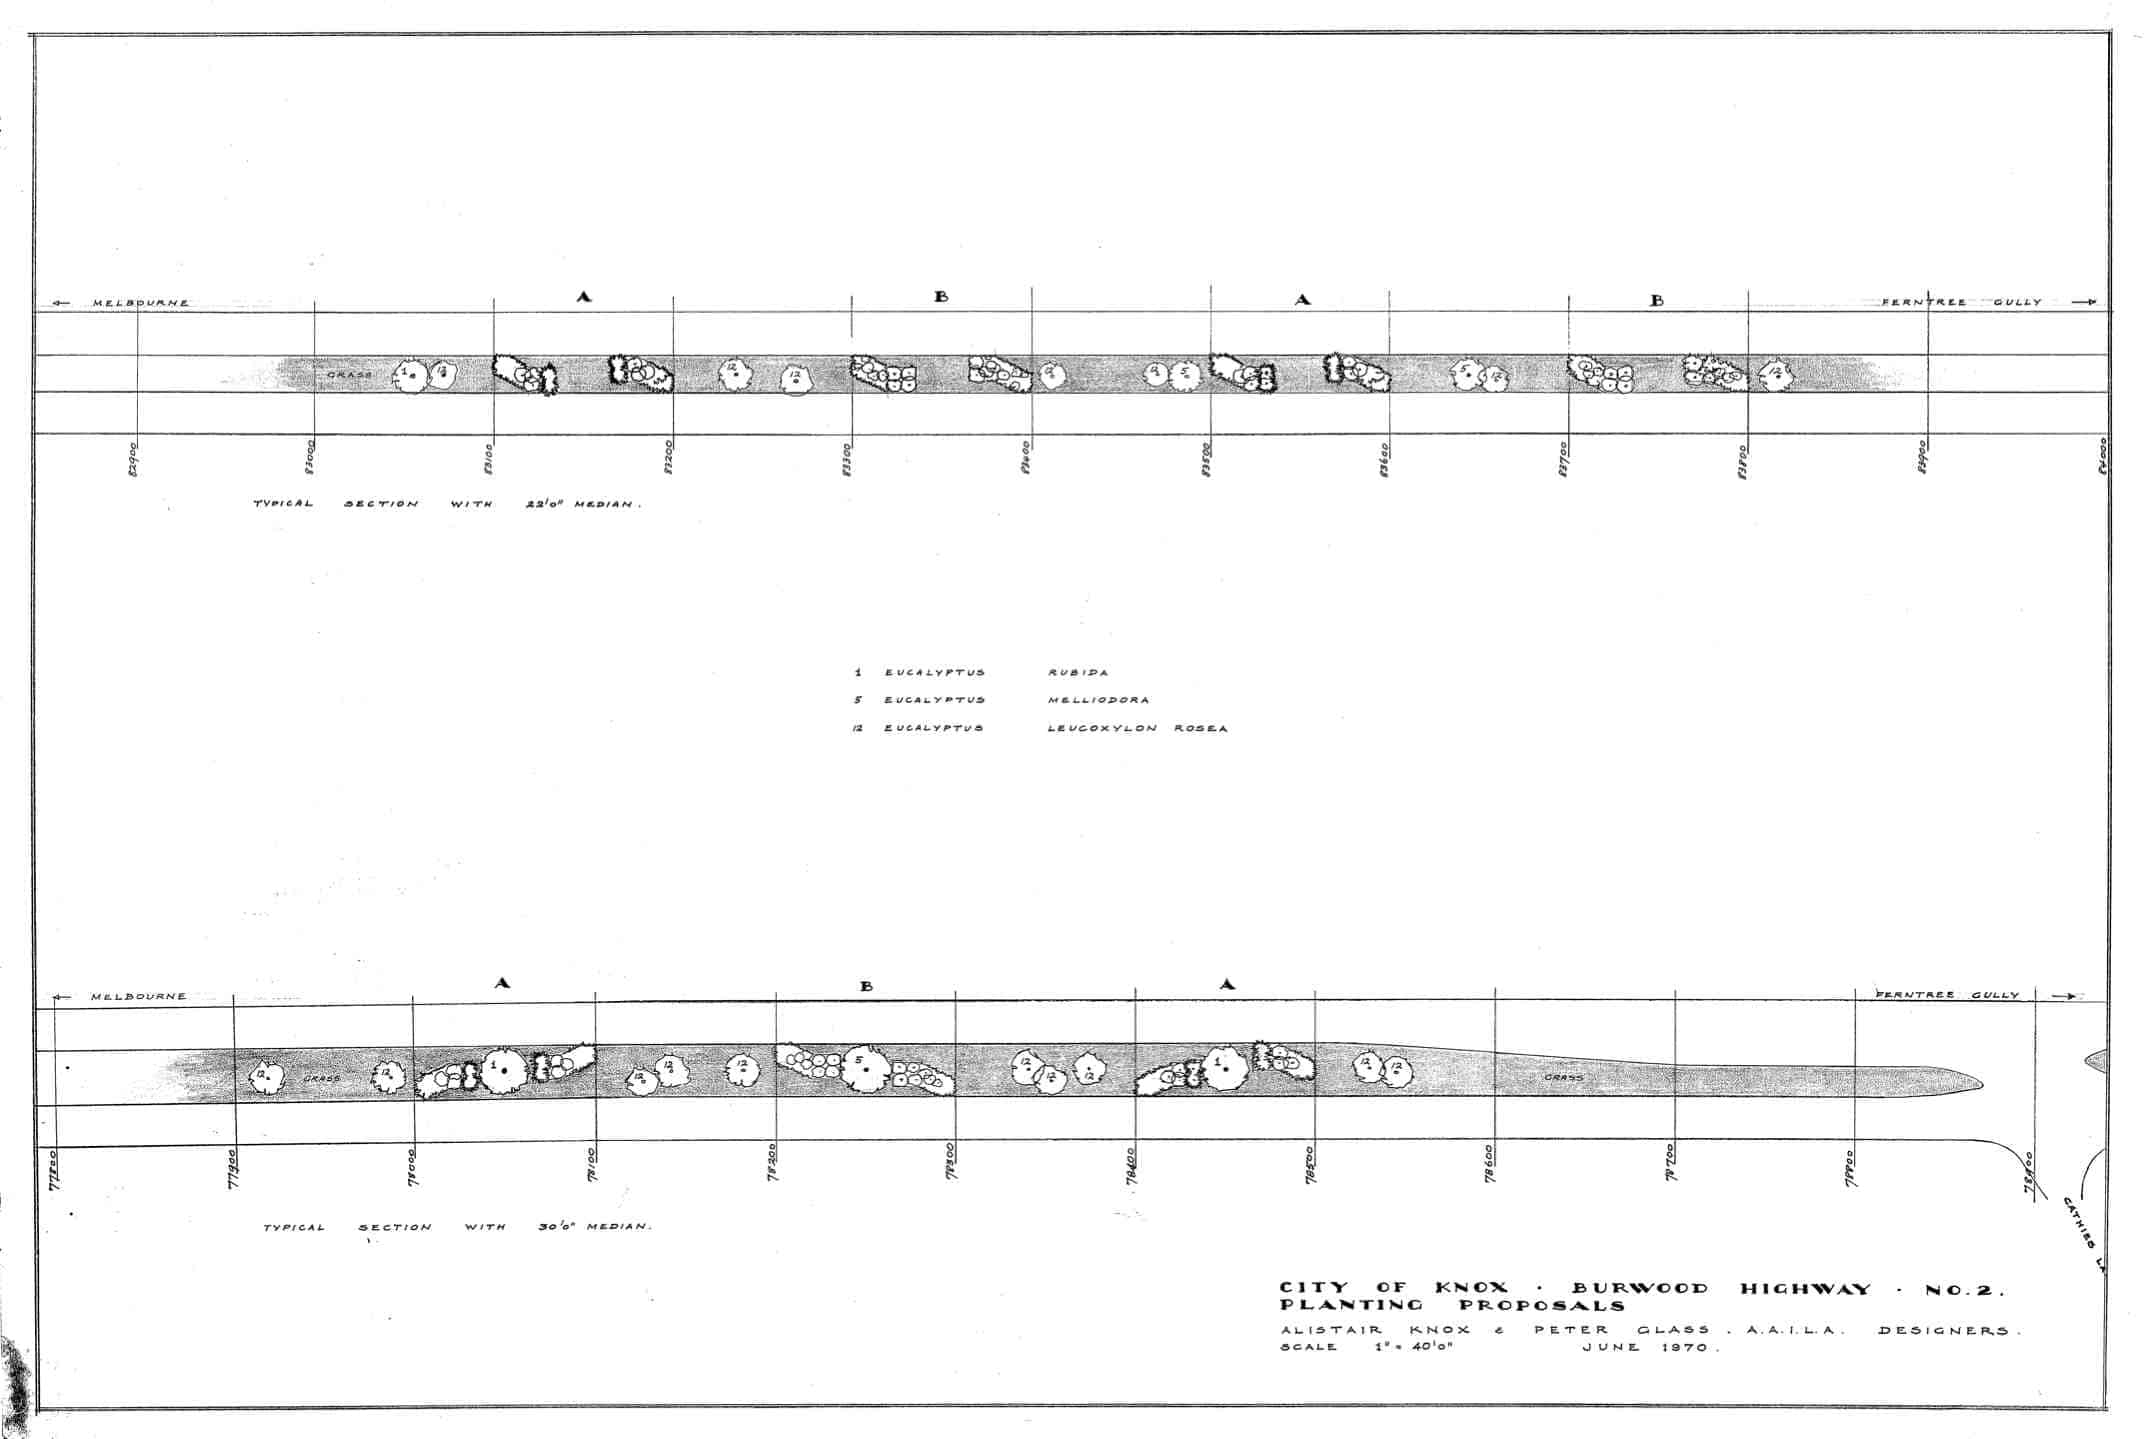 A B A B
← MELBOURNE FERNTREE GULLY →
GRASS 1 12 12 12 12 12 5 5 12 12
82900 83000 83100 83200 83300 83400 83500 83600 83700 83800 83900 84000
TYPICAL SECTION WITH 22'0" MEDIAN.
1 EUCALYPTUS RUBIDA
5 EUCALYPTUS MELLIODORA
12 EUCALYPTUS LEUCOXYLON ROSEA
A B A
← MELBOURNE FERNTREE GULLY →
12 GRASS 12 1 12 12 12 5 12 12 12 1 12 12 GRASS
77800 77900 78000 78100 78200 78300 78400 78500 78600 78700 78800 78900
CATHIES LA
TYPICAL SECTION WITH 30'0" MEDIAN.
CITY OF KNOX · BURWOOD HIGHWAY · NO.2.
PLANTING PROPOSALS
ALISTAIR KNOX & PETER GLASS . A.A.I.L.A. DESIGNERS.
SCALE 1" = 40'0" JUNE 1970.